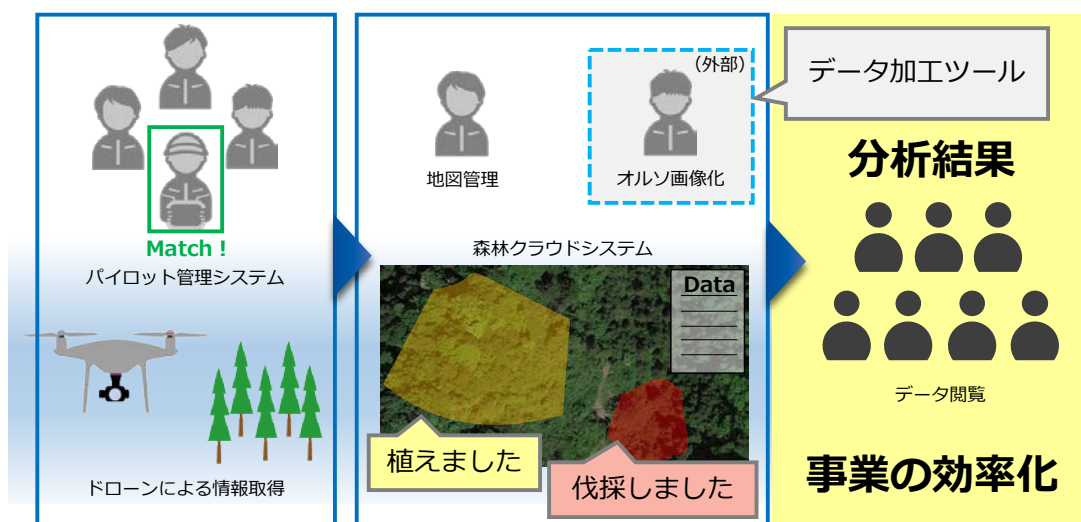 Match !
パイロット管理システム
ドローンによる情報取得
(外部)
地図管理
オルソ画像化
森林クラウドシステム
Data
植えました
伐採しました
データ加工ツール
分析結果
データ閲覧
事業の効率化